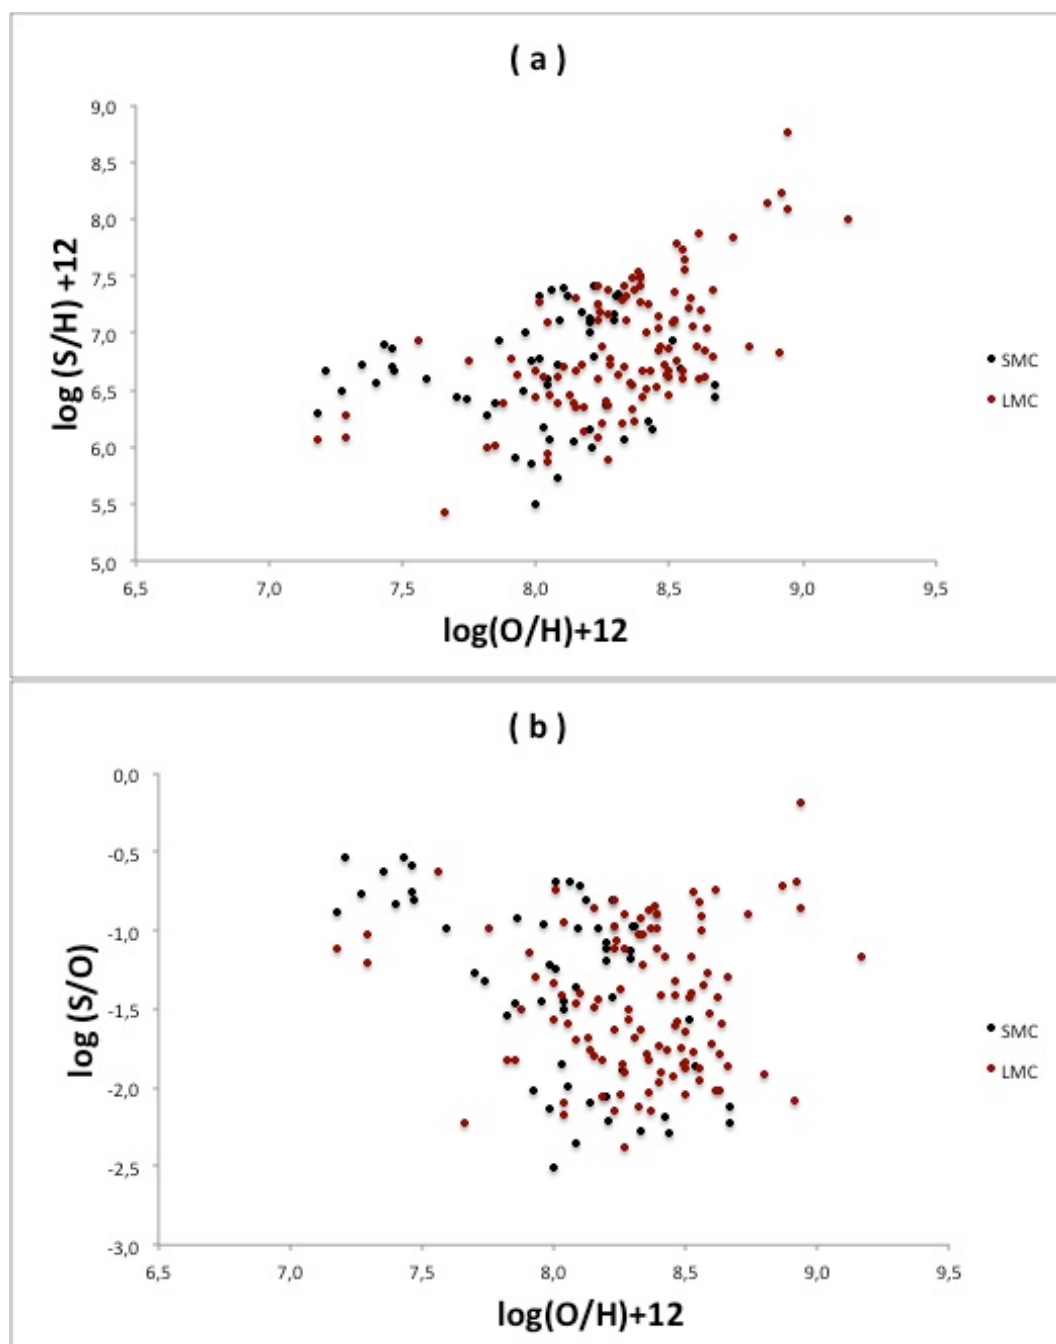 ( a )
9,0
8,5
8,0
7,5
7,0
6,5
6,0
5,5
5,0
log (S/H) +12
6,5 7,0 7,5 8,0 8,5 9,0 9,5
log(O/H)+12
SMC
LMC
( b )
0,0
-0,5
-1,0
-1,5
-2,0
-2,5
-3,0
log (S/O)
6,5 7,0 7,5 8,0 8,5 9,0 9,5
log(O/H)+12
SMC
LMC